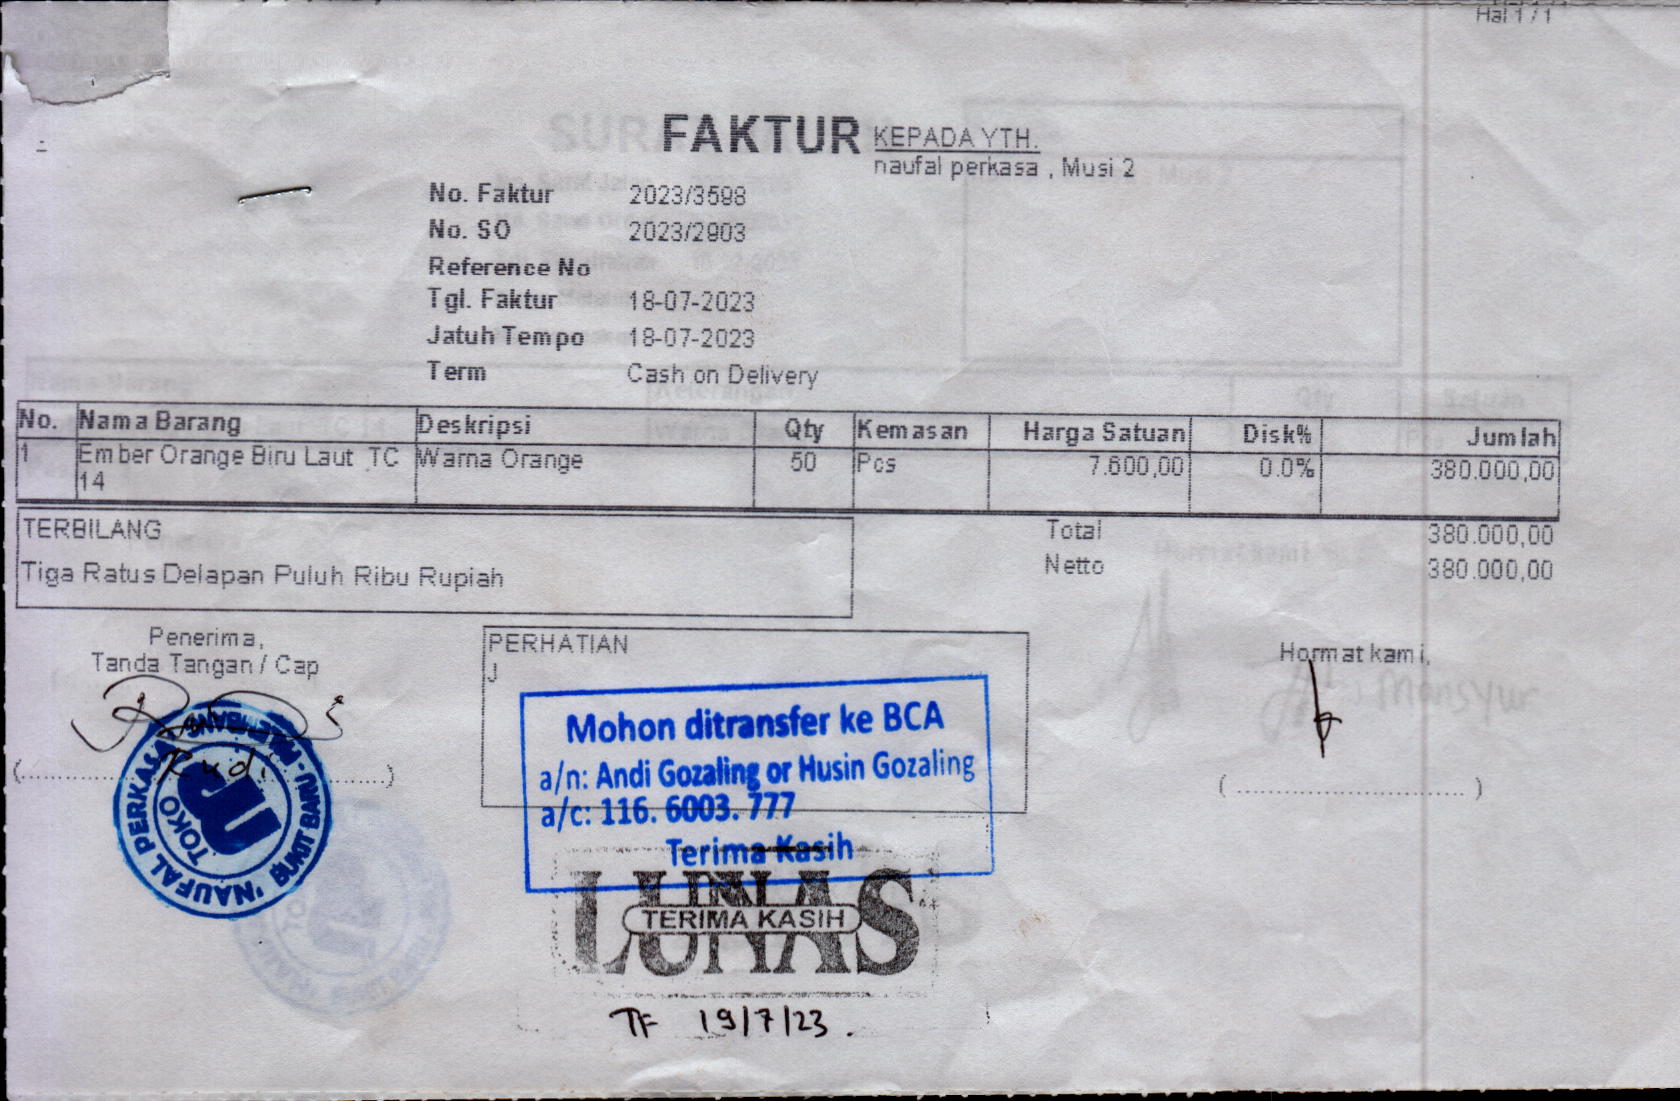 Hal 1 / 1
FAKTUR
KEPADA YTH.
naufal perkasa , Musi 2
No. Faktur 2023/3598
No. SO 2023/2903
Reference No
Tgl. Faktur 18-07-2023
Jatuh Tempo 18-07-2023
Term Cash on Delivery
No. Nama Barang Deskripsi Qty Kemasan Harga Satuan Disk% Jumlah
1 Ember Orange Biru Laut TC Warna Orange 50 Pcs 7.600,00 0.0% 380.000,00
14
TERBILANG
Tiga Ratus Delapan Puluh Ribu Rupiah
Total 380.000,00
Netto 380.000,00
Penerima,
Tanda Tangan / Cap
Rudi
(........................................)
TOKO
NAUFAL PERKASA
BUKIT BARU
PERHATIAN
J
Mohon ditransfer ke BCA
a/n: Andi Gozaling or Husin Gozaling
a/c: 116. 6003. 777
Terima Kasih
LUNAS
TERIMA KASIH
TF 19/7/23 .
Hormat kami,
Mansyur
(..............................)